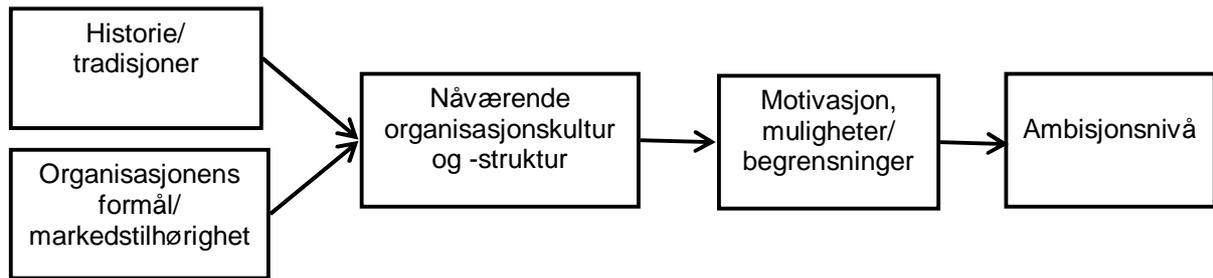 Historie/
tradisjoner
Organisasjonens
formål/
markedstilhørighet
Nåværende
organisasjonskultur
og -struktur
Motivasjon,
muligheter/
begrensninger
Ambisjonsnivå